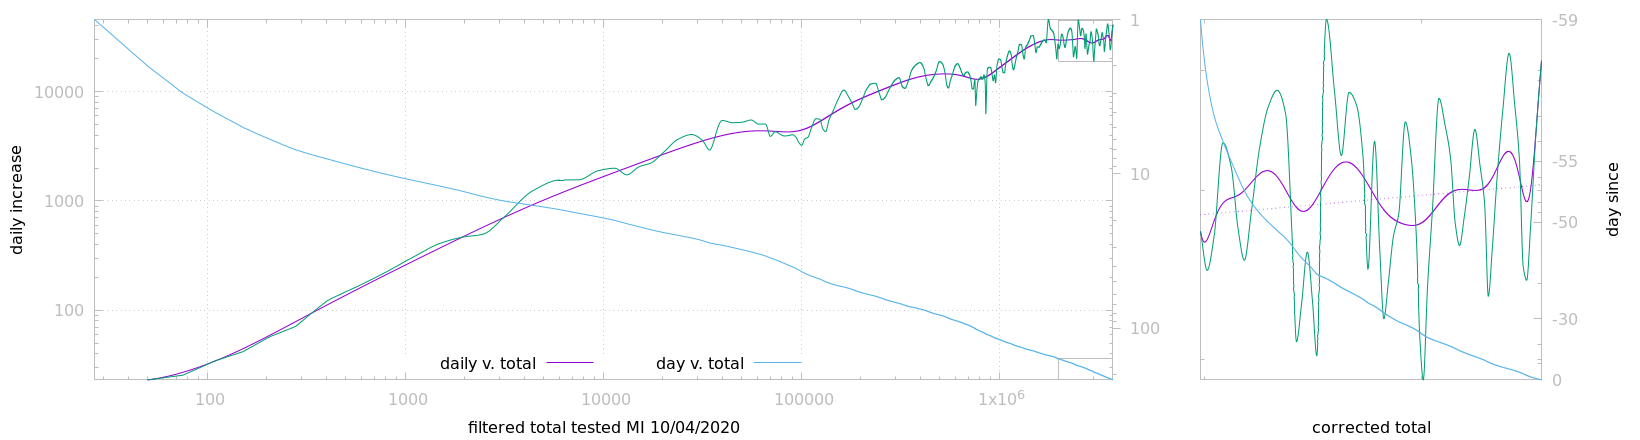 daily increase
10000
1000
100
100
1000
10000
100000
1x10⁶
1
10
100
daily v. total
day v. total
filtered total tested MI 10/04/2020
-59
-55
-50
-30
0
day since
corrected total